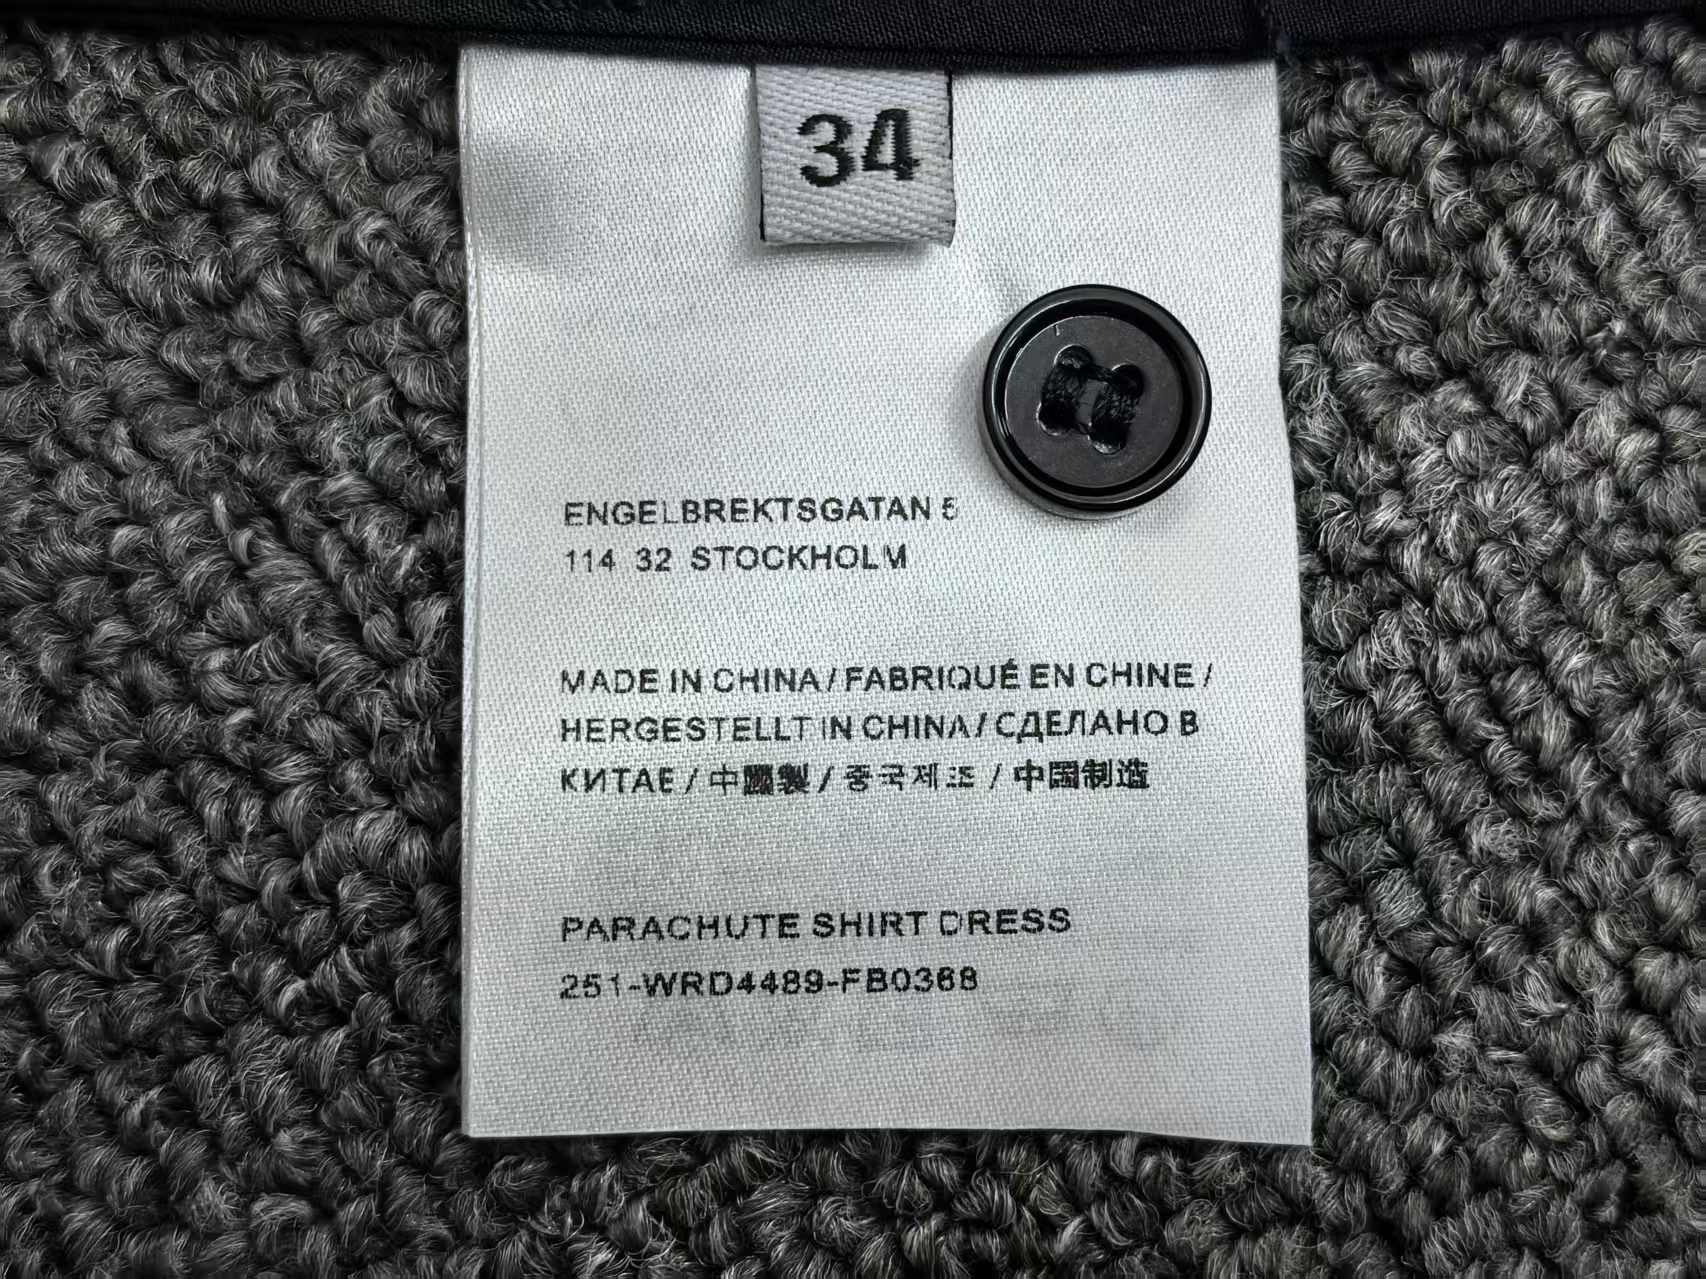 34
ENGELBREKTSGATAN 5
114 32 STOCKHOLM
MADE IN CHINA / FABRIQUÉ EN CHINE /
HERGESTELLT IN CHINA / СДЕЛАНО В
КИТАЕ / 中國製 / 중국제조 / 中国制造
PARACHUTE SHIRT DRESS
251-WRD4489-FB0368